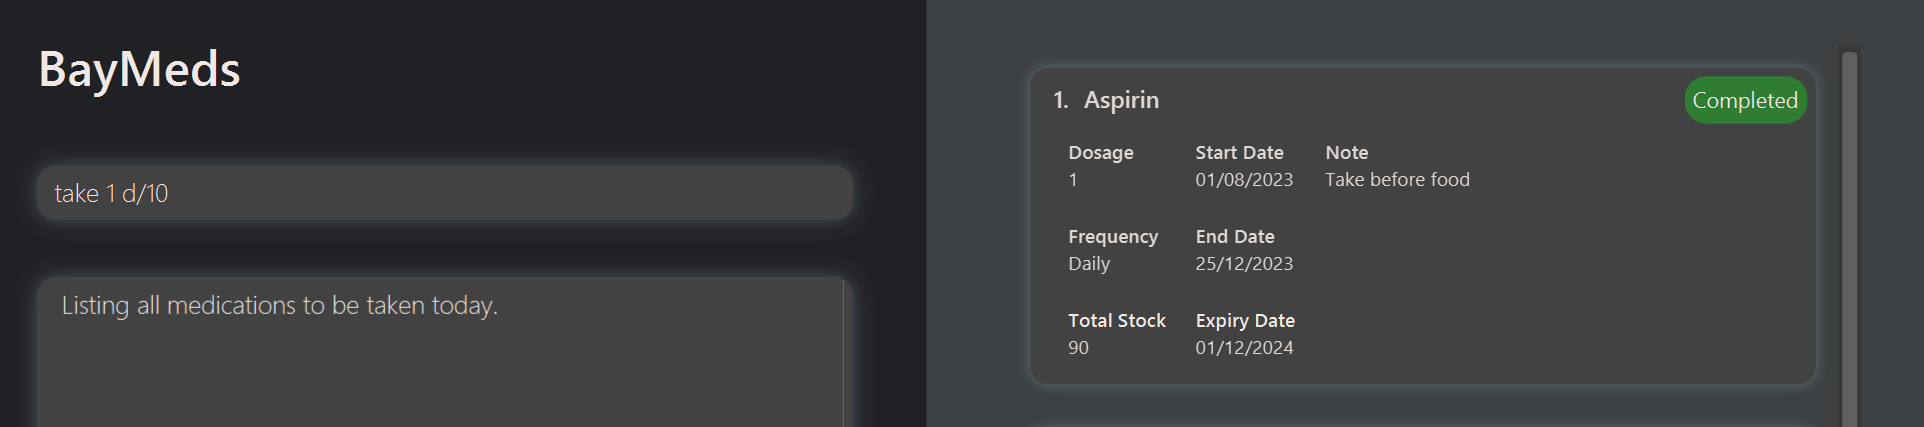 BayMeds
take 1 d/10
Listing all medications to be taken today.
1. Aspirin
Completed
Dosage Start Date Note
1 01/08/2023 Take before food
Frequency End Date
Daily 25/12/2023
Total Stock Expiry Date
90 01/12/2024